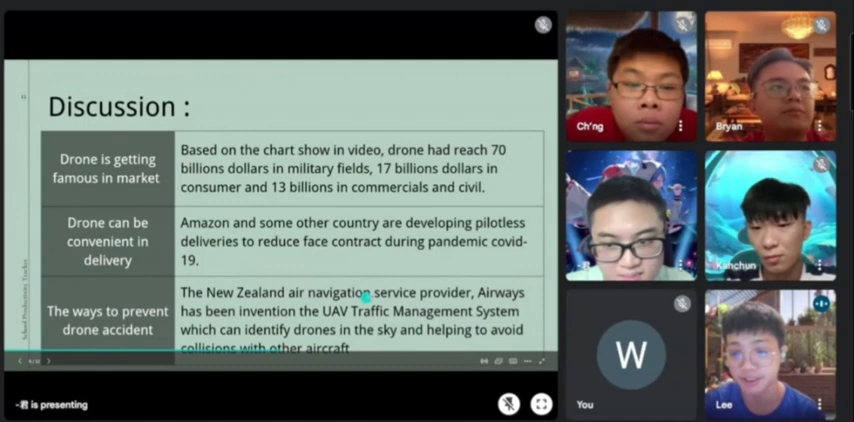 Discussion :
Drone is getting
famous in market
Based on the chart show in video, drone had reach 70
billions dollars in military fields, 17 billions dollars in
consumer and 13 billions in commercials and civil.
Drone can be
convenient in
delivery
Amazon and some other country are developing pilotless
deliveries to reduce face contract during pandemic covid-
19.
The ways to prevent
drone accident
The New Zealand air navigation service provider, Airways
has been invention the UAV Traffic Management System
which can identify drones in the sky and helping to avoid
collisions with other aircraft
School Productivity Tracker
-君 is presenting
Ch'ng
Bryan
-君
Kanchun
W
You
Lee